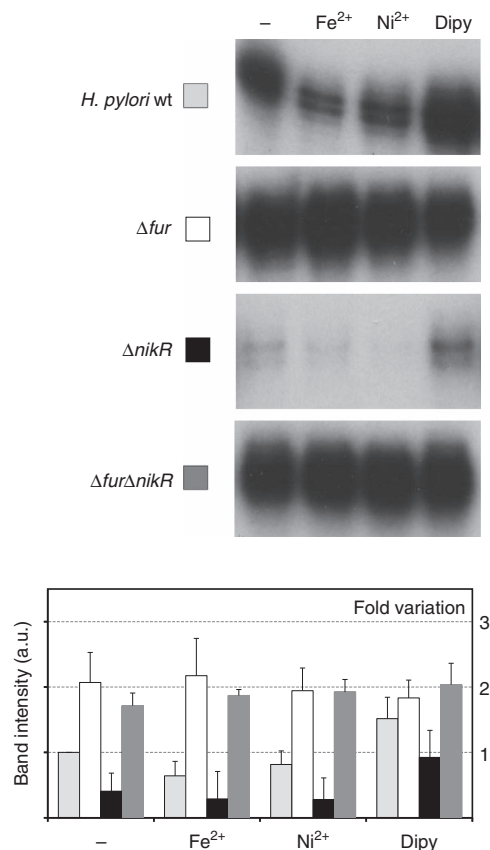 – Fe²⁺ Ni²⁺ Dipy
H. pylori wt
Δfur
ΔnikR
ΔfurΔnikR
Fold variation
3
2
1
Band intensity (a.u.)
– Fe²⁺ Ni²⁺ Dipy